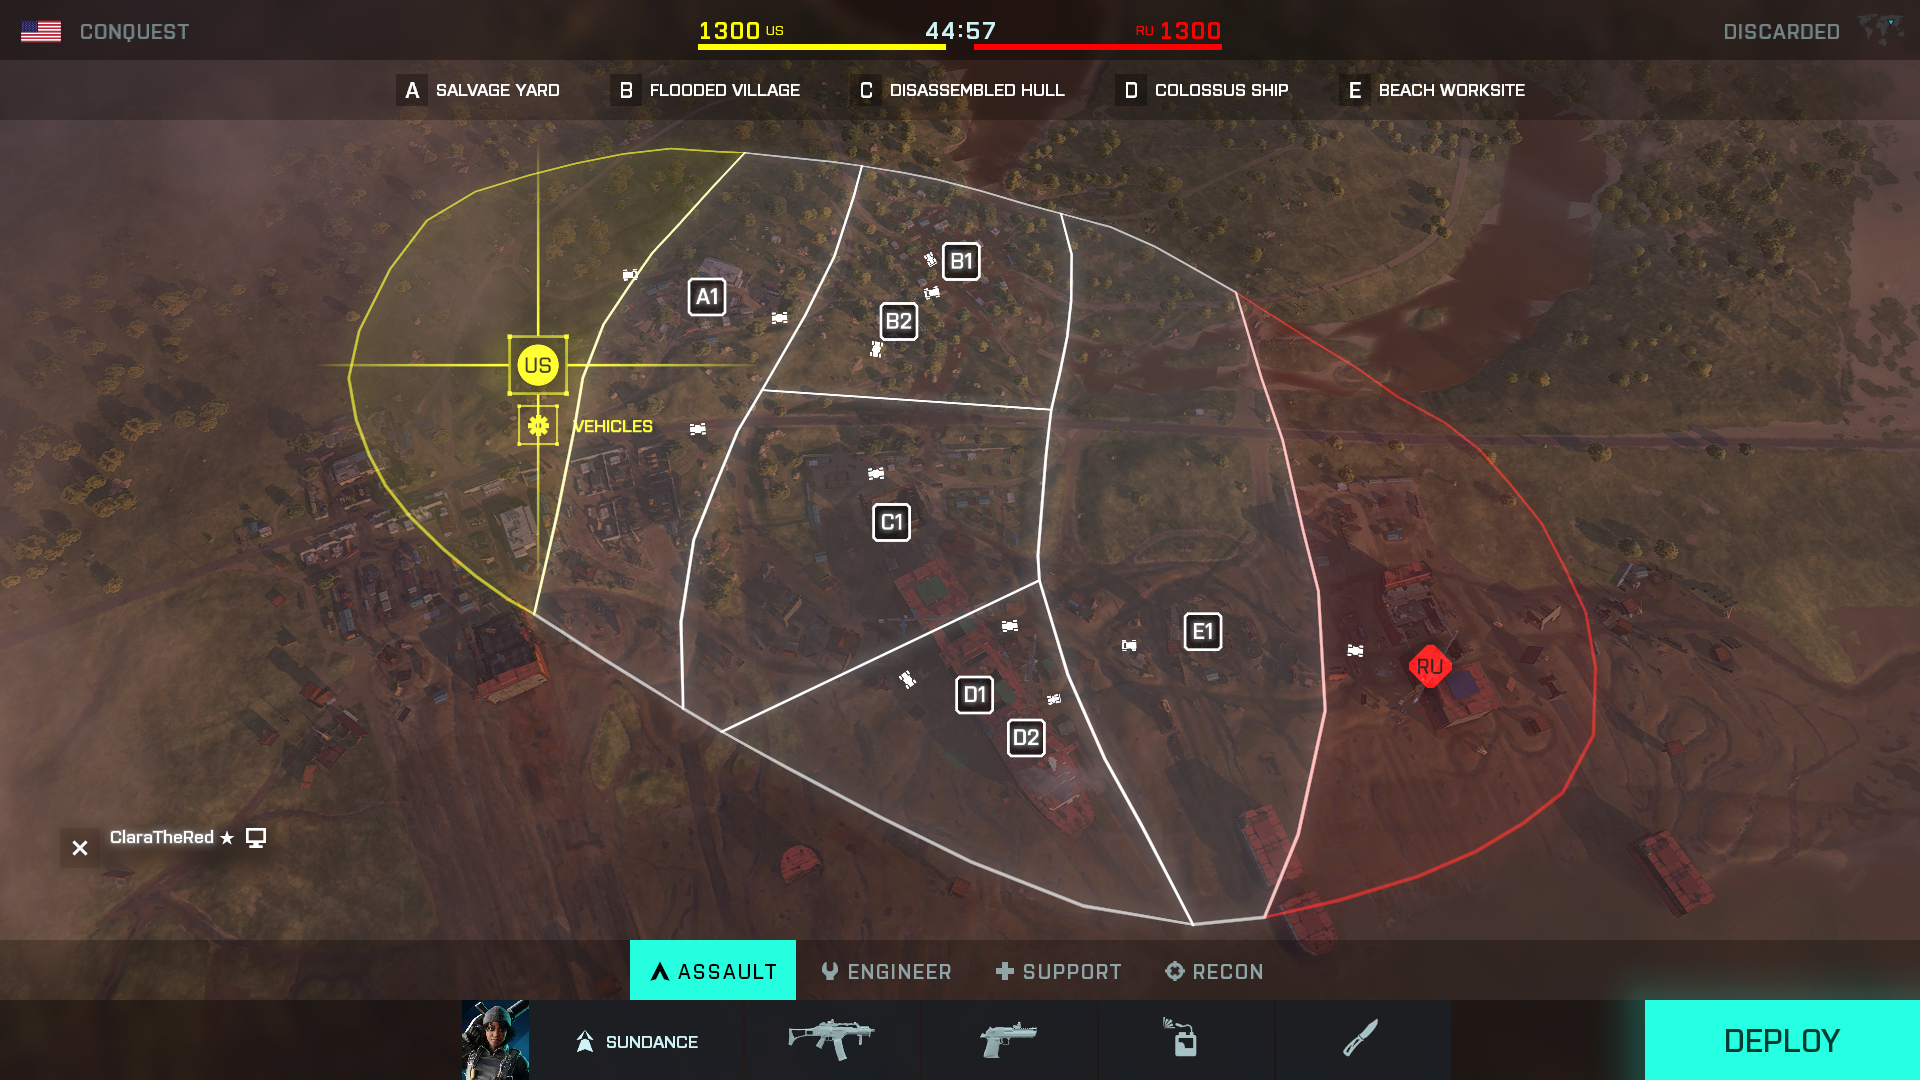 CONQUEST
1300 US
44:57
RU 1300
DISCARDED
A SALVAGE YARD
B FLOODED VILLAGE
C DISASSEMBLED HULL
D COLOSSUS SHIP
E BEACH WORKSITE
B1
A1
B2
US
VEHICLES
C1
E1
RU
D1
D2
ClaraTheRed
ASSAULT
ENGINEER
SUPPORT
RECON
SUNDANCE
DEPLOY